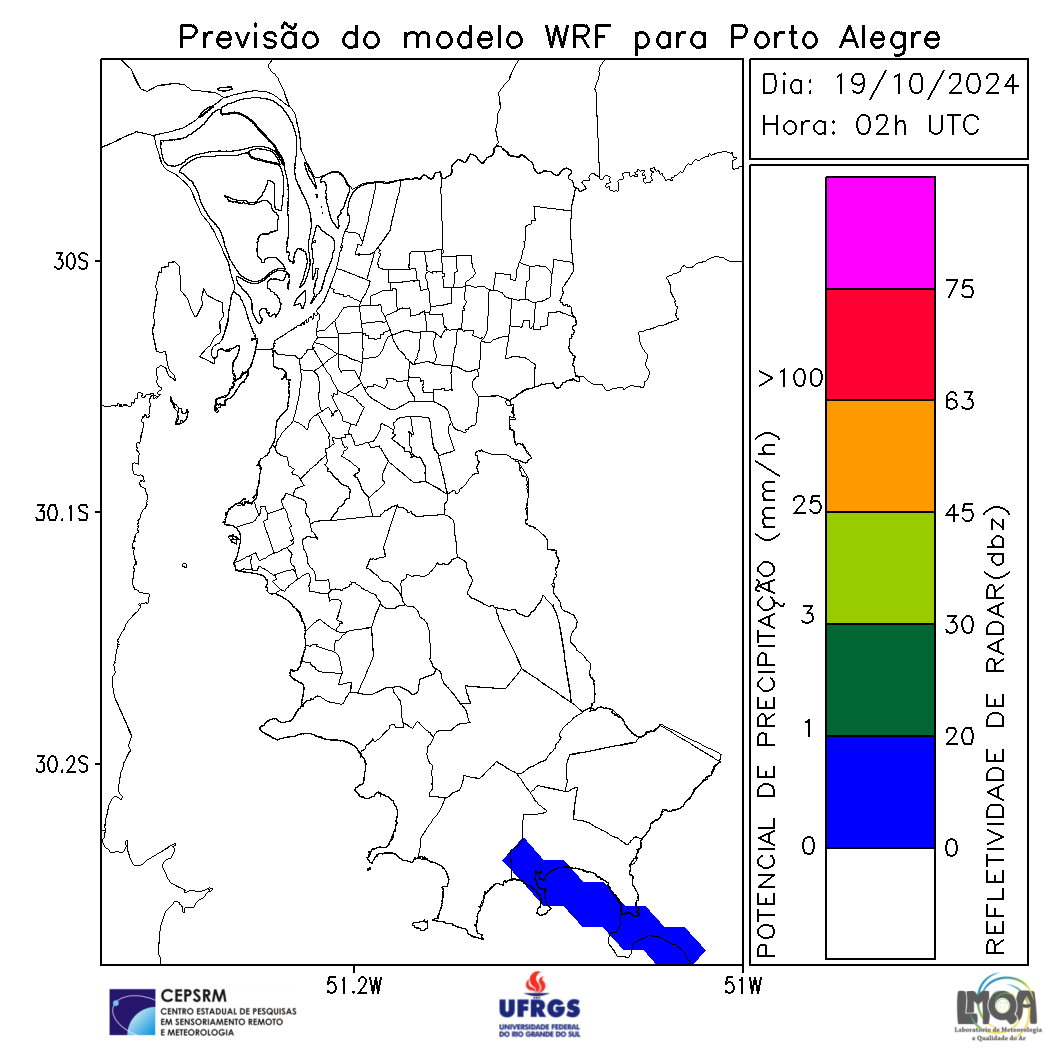 Previsão do modelo WRF para Porto Alegre
Dia: 19/10/2024
Hora: 02h UTC
30S
30.1S
30.2S
51.2W
51W
POTENCIAL DE PRECIPITAÇÃO (mm/h)
>100
25
3
1
0
75
63
45
30
20
0
REFLETIVIDADE DE RADAR(dbz)
CEPSRM
CENTRO ESTADUAL DE PESQUISAS
EM SENSORIAMENTO REMOTO
E METEOROLOGIA
UFRGS
UNIVERSIDADE FEDERAL
DO RIO GRANDE DO SUL
LMQA
Laboratório de Meteorologia
e Qualidade do Ar